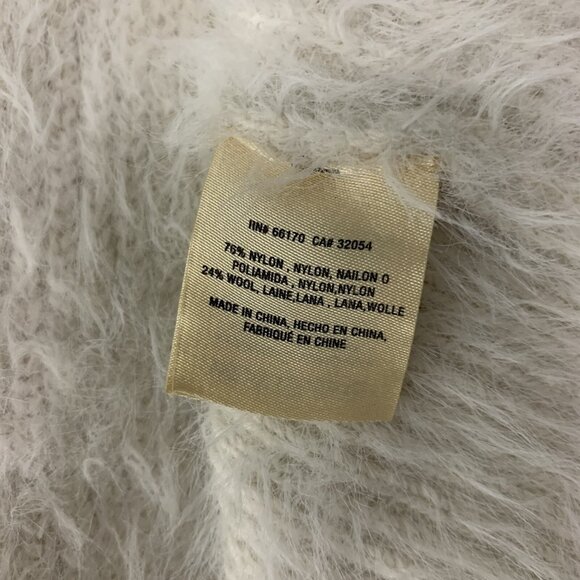 RN# 66170 CA# 32054
76% NYLON , NYLON, NAILON O
POLIAMIDA , NYLON,NYLON
24% WOOL, LAINE,LANA , LANA,WOLLE
MADE IN CHINA, HECHO EN CHINA,
FABRIQUÉ EN CHINE